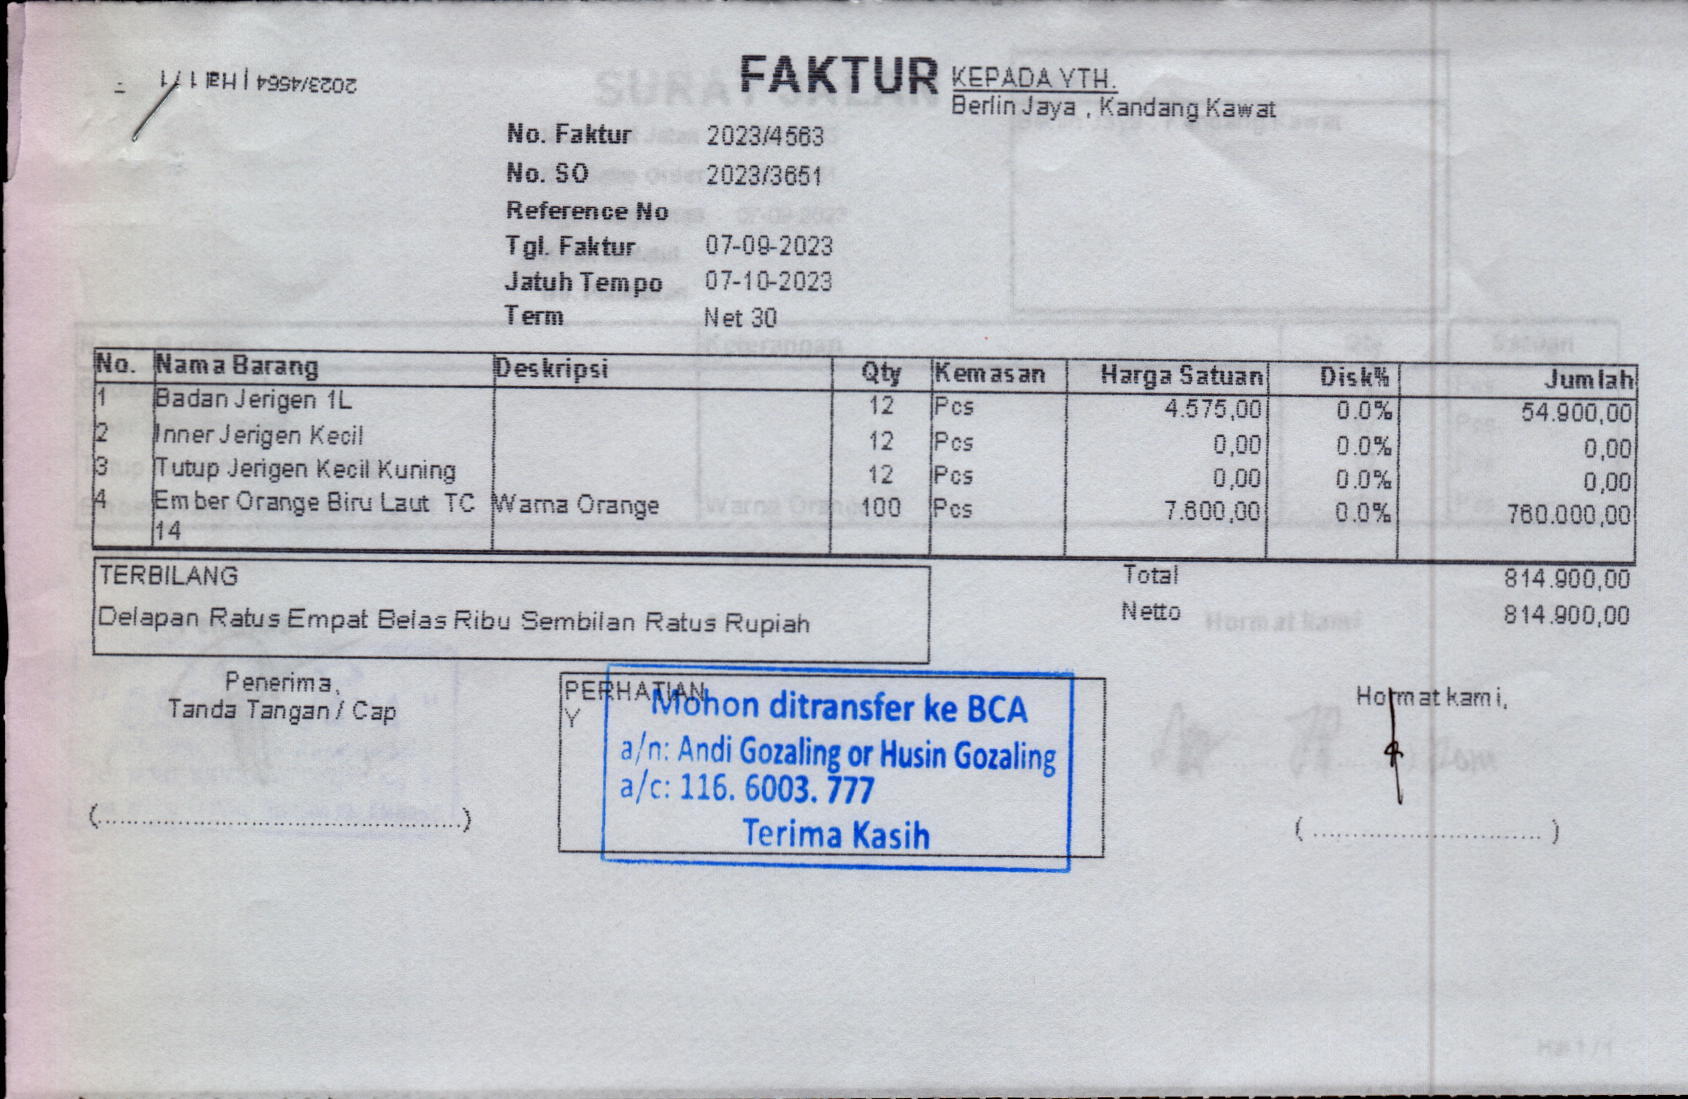 2023/4564 | Hal 1 / 1
FAKTUR
KEPADA YTH.
Berlin Jaya , Kandang Kawat
No. Faktur 2023/4563
No. SO 2023/3651
Reference No
Tgl. Faktur 07-09-2023
Jatuh Tempo 07-10-2023
Term Net 30
No. Nama Barang Deskripsi Qty Kemasan Harga Satuan Disk% Jumlah
1 Badan Jerigen 1L 12 Pcs 4.575,00 0.0% 54.900,00
2 Inner Jerigen Kecil 12 Pcs 0,00 0.0% 0,00
3 Tutup Jerigen Kecil Kuning 12 Pcs 0,00 0.0% 0,00
4 Ember Orange Biru Laut TC Warna Orange 100 Pcs 7.600,00 0.0% 760.000,00
14
TERBILANG
Delapan Ratus Empat Belas Ribu Sembilan Ratus Rupiah
Total 814.900,00
Netto 814.900,00
Penerima,
Tanda Tangan / Cap
(..................................................)
PERHATIAN
Y
Mohon ditransfer ke BCA
a/n: Andi Gozaling or Husin Gozaling
a/c: 116. 6003. 777
Terima Kasih
Hormat kami,
( ................................ )